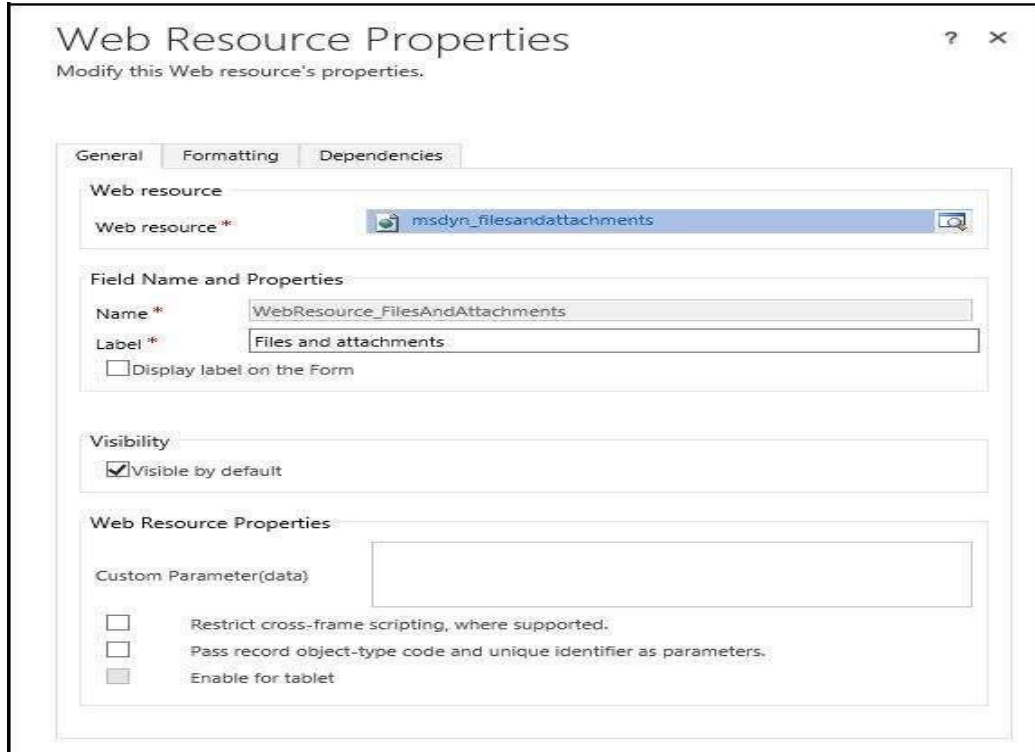 Web Resource Properties
? ×
Modify this Web resource's properties.
General Formatting Dependencies
Web resource
Web resource * msdyn_filesandattachments
Field Name and Properties
Name * WebResource_FilesAndAttachments
Label * Files and attachments
Display label on the Form
Visibility
Visible by default
Web Resource Properties
Custom Parameter(data)
Restrict cross-frame scripting, where supported.
Pass record object-type code and unique identifier as parameters.
Enable for tablet